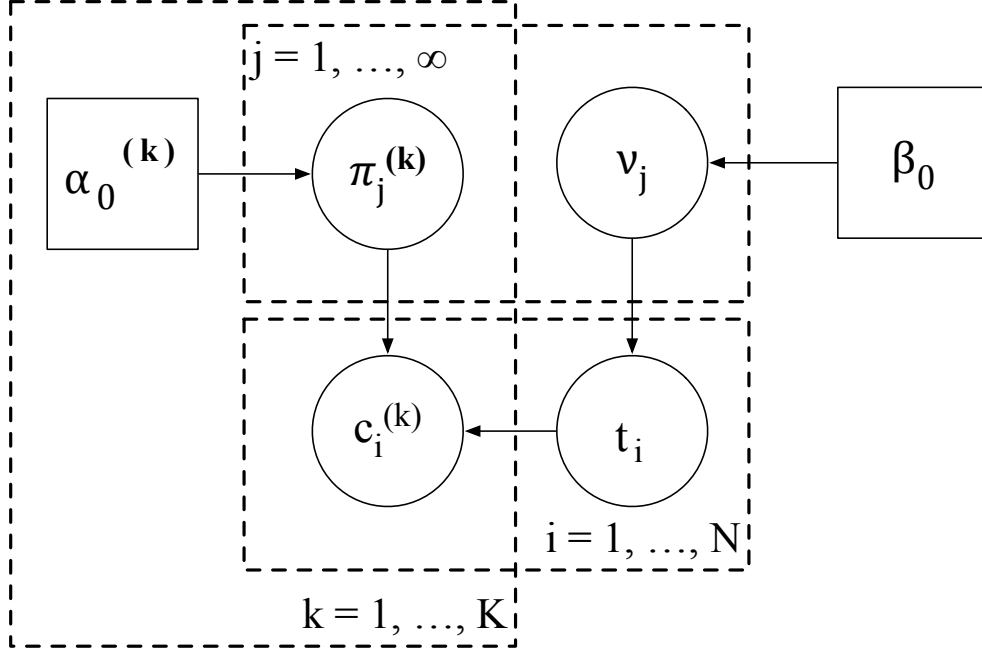 j = 1, …, ∞
α₀⁽ᵏ⁾
πⱼ⁽ᵏ⁾
νⱼ
β₀
cᵢ⁽ᵏ⁾
tᵢ
i = 1, …, N
k = 1, …, K